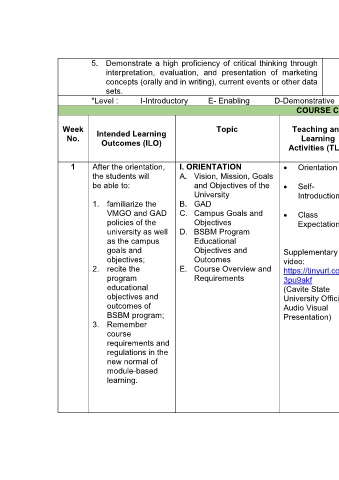 5. Demonstrate a high proficiency of critical thinking through
interpretation, evaluation, and presentation of marketing
concepts (orally and in writing), current events or other data
sets.
*Level : I-Introductory E- Enabling D-Demonstrative
COURSE C
Week
No.
Intended Learning
Outcomes (ILO)
Topic
Teaching an
Learning
Activities (TL
1
After the orientation,
the students will
be able to:
1. familiarize the
VMGO and GAD
policies of the
university as well
as the campus
goals and
objectives;
2. recite the
program
educational
objectives and
outcomes of
BSBM program;
3. Remember
course
requirements and
regulations in the
new normal of
module-based
learning.
I. ORIENTATION
A. Vision, Mission, Goals
and Objectives of the
University
B. GAD
C. Campus Goals and
Objectives
D. BSBM Program
Educational
Objectives and
Outcomes
E. Course Overview and
Requirements
• Orientation
• Self-
Introduction
• Class
Expectation
Supplementary
video:
https://tinyurl.co
3pu9akf
(Cavite State
University Offici
Audio Visual
Presentation)